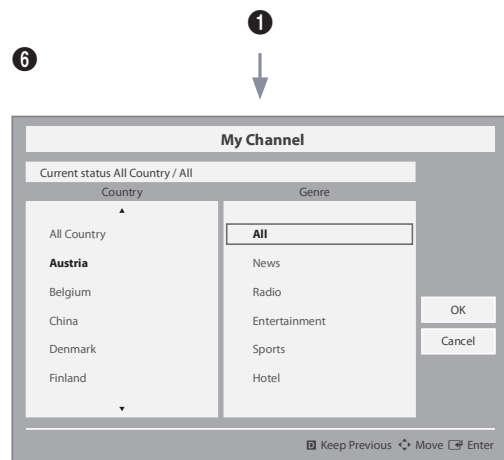 ❶
❻
My Channel
Current status All Country / All
Country Genre
All Country All
Austria News
Belgium Radio
China Entertainment
Denmark Sports
Finland Hotel
OK
Cancel
D Keep Previous Move Enter